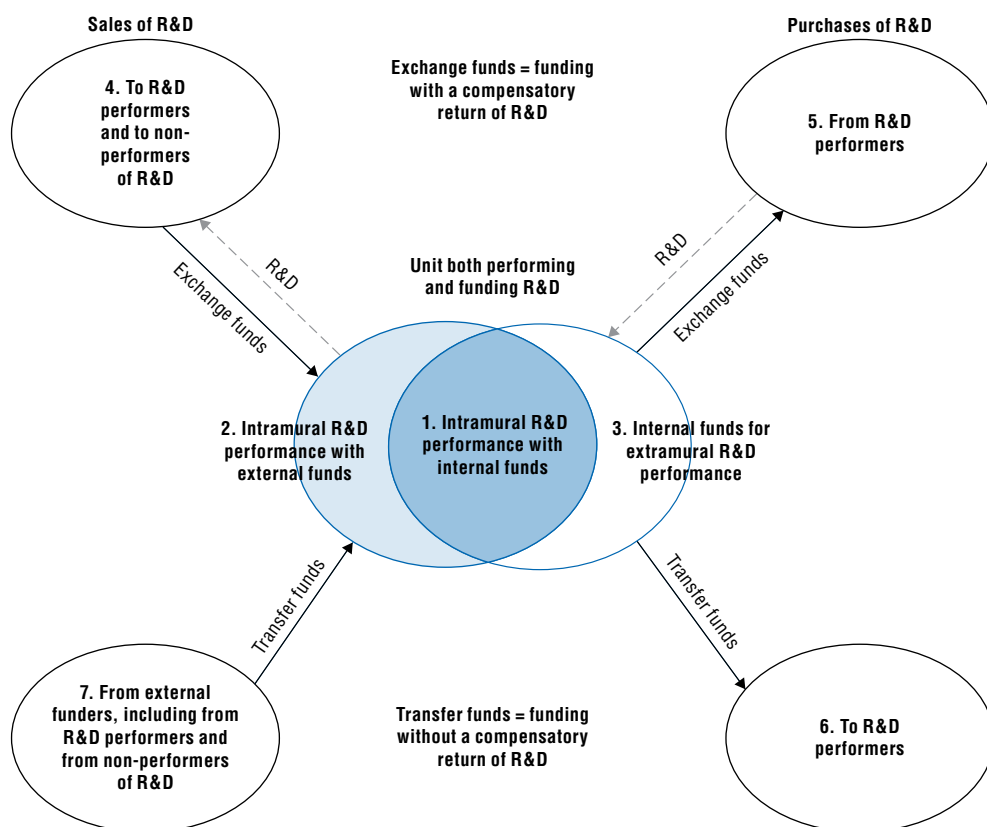 Sales of R&D
Purchases of R&D
4. To R&D
performers
and to non-
performers
of R&D
Exchange funds = funding
with a compensatory
return of R&D
5. From R&D
performers
R&D
Exchange funds
Unit both performing
and funding R&D
R&D
Exchange funds
2. Intramural R&D
performance with
external funds
1. Intramural R&D
performance with
internal funds
3. Internal funds for
extramural R&D
performance
Transfer funds
Transfer funds
7. From external
funders, including from
R&D performers and
from non-performers
of R&D
Transfer funds = funding
without a compensatory
return of R&D
6. To R&D
performers